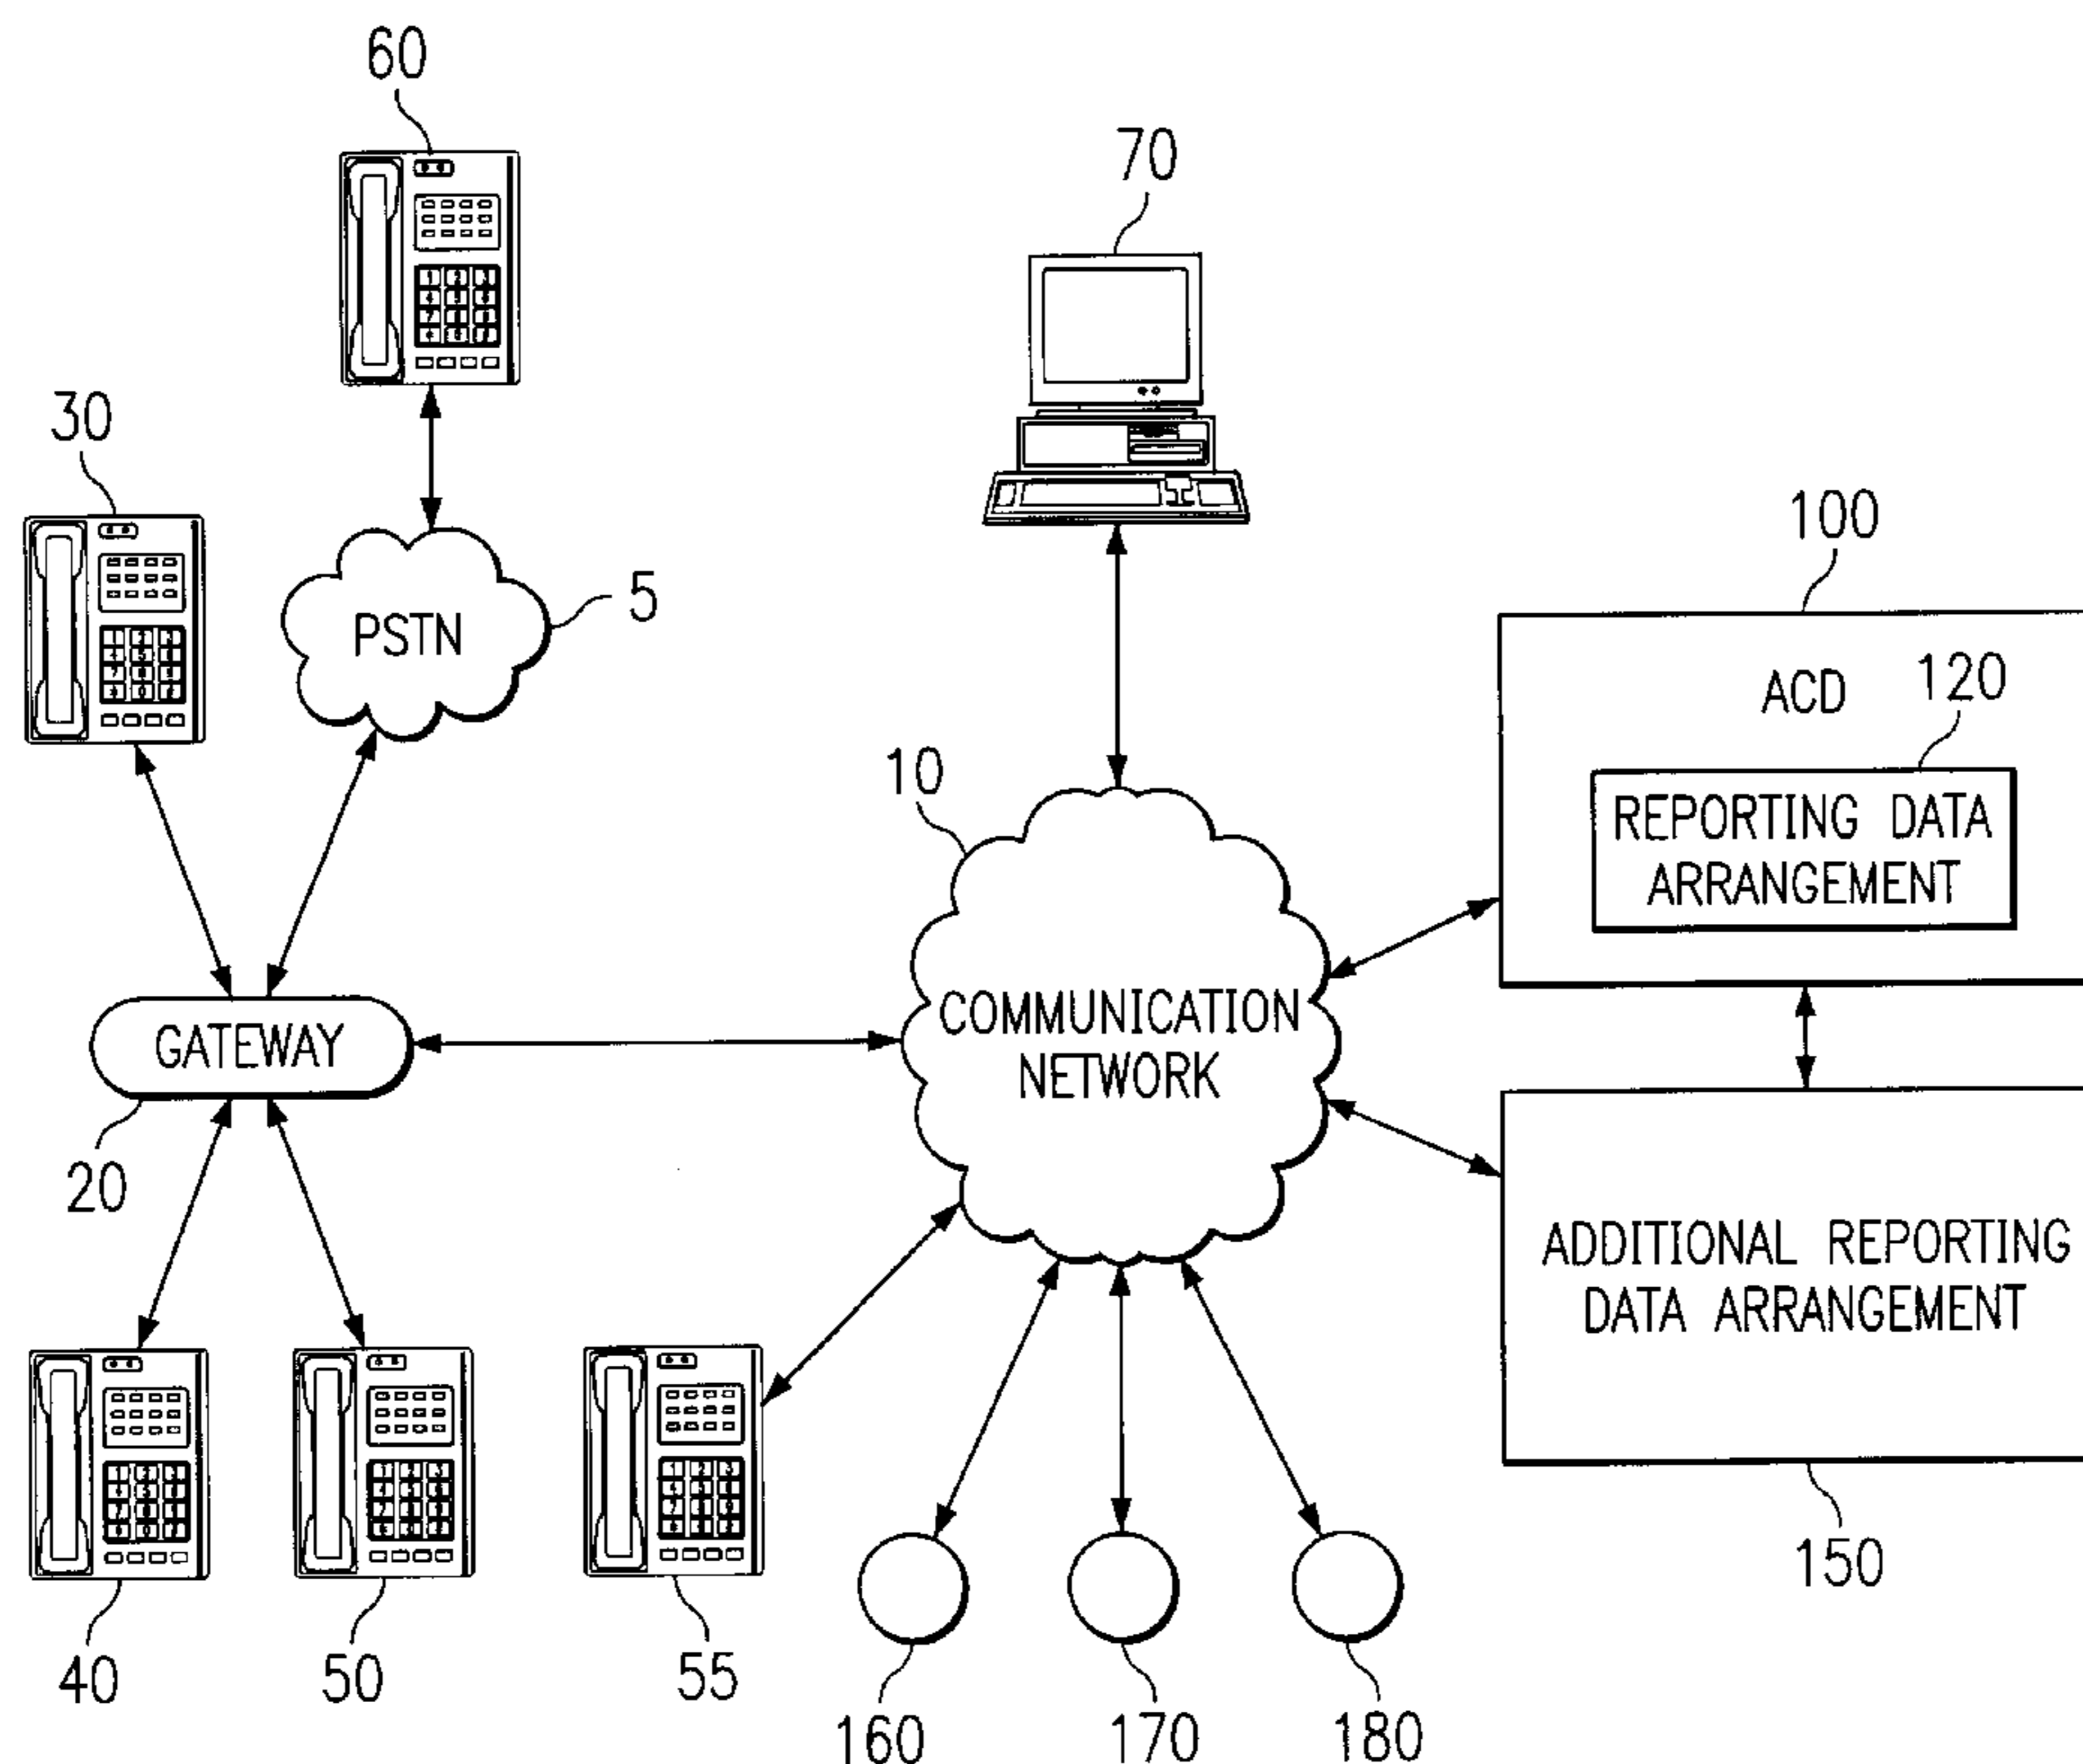 60
70
30
100
5
PSTN
120
ACD
10
REPORTING DATA
ARRANGEMENT
COMMUNICATION
NETWORK
GATEWAY
20
ADDITIONAL REPORTING
DATA ARRANGEMENT
150
40
50
55
160
170
180